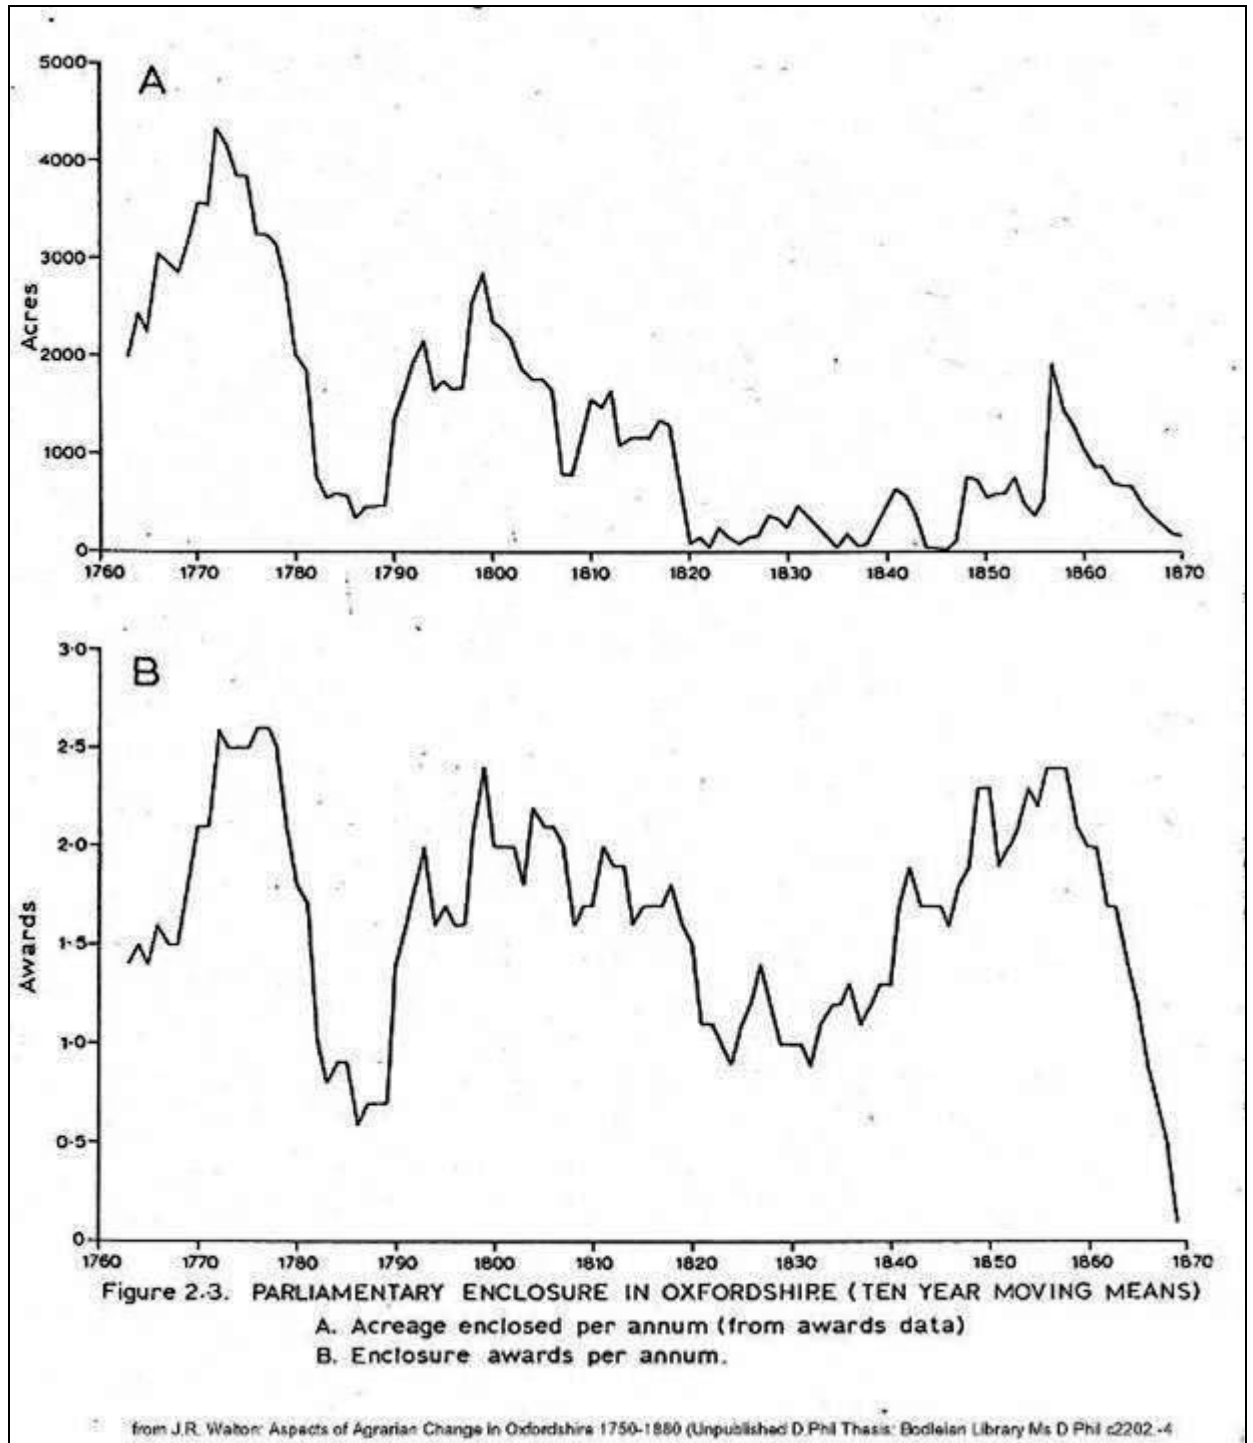 5000
A
4000
3000
Acres
2000
1000
0
1760 1770 1780 1790 1800 1810 1820 1830 1840 1850 1860 1870
3·0
B
2·5
2·0
Awards
1·5
1·0
0·5
0
1760 1770 1780 1790 1800 1810 1820 1830 1840 1850 1860 1870
Figure 2·3. PARLIAMENTARY ENCLOSURE IN OXFORDSHIRE (TEN YEAR MOVING MEANS)
A. Acreage enclosed per annum (from awards data)
B. Enclosure awards per annum.
from J.R. Walton: Aspects of Agrarian Change in Oxfordshire 1750-1880 (Unpublished D.Phil Thesis: Bodleian Library Ms D Phil c2202.-4